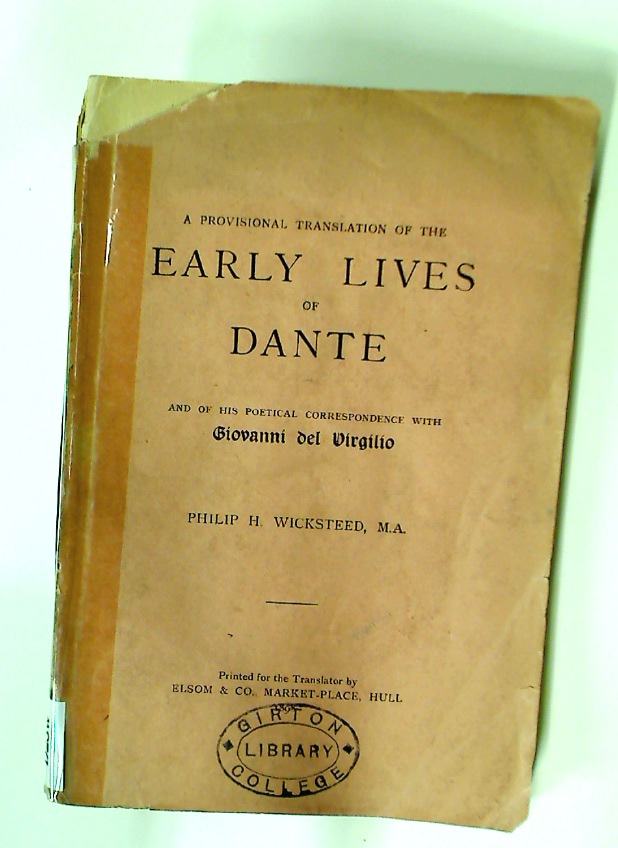 A PROVISIONAL TRANSLATION OF THE
EARLY LIVES
OF
DANTE
AND OF HIS POETICAL CORRESPONDENCE WITH
Giovanni del Virgilio
PHILIP H. WICKSTEED, M.A.
Printed for the Translator by
ELSOM & CO., MARKET-PLACE, HULL
GIRTON
LIBRARY
COLLEGE